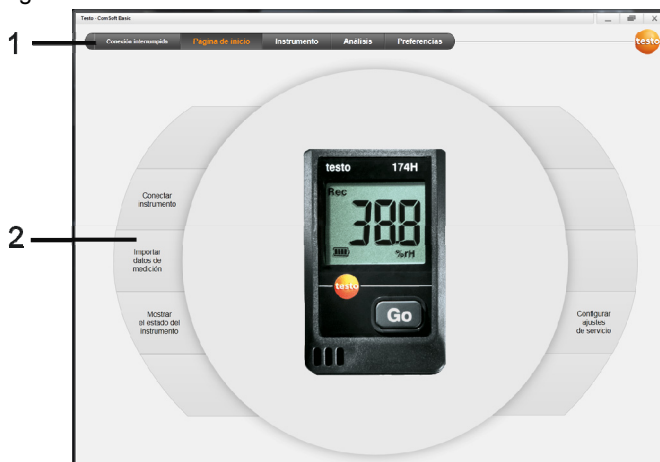 Testo - ComSoft Basic
1
Conexión interrumpida Página de inicio Instrumento Análisis Preferencias
testo
testo 174H
Rec
38.8
%rH
testo
Go
Conectar
instrumento
2
Importar
datos de
medición
Mostrar
el estado del
instrumento
Configurar
ajustes
de servicio